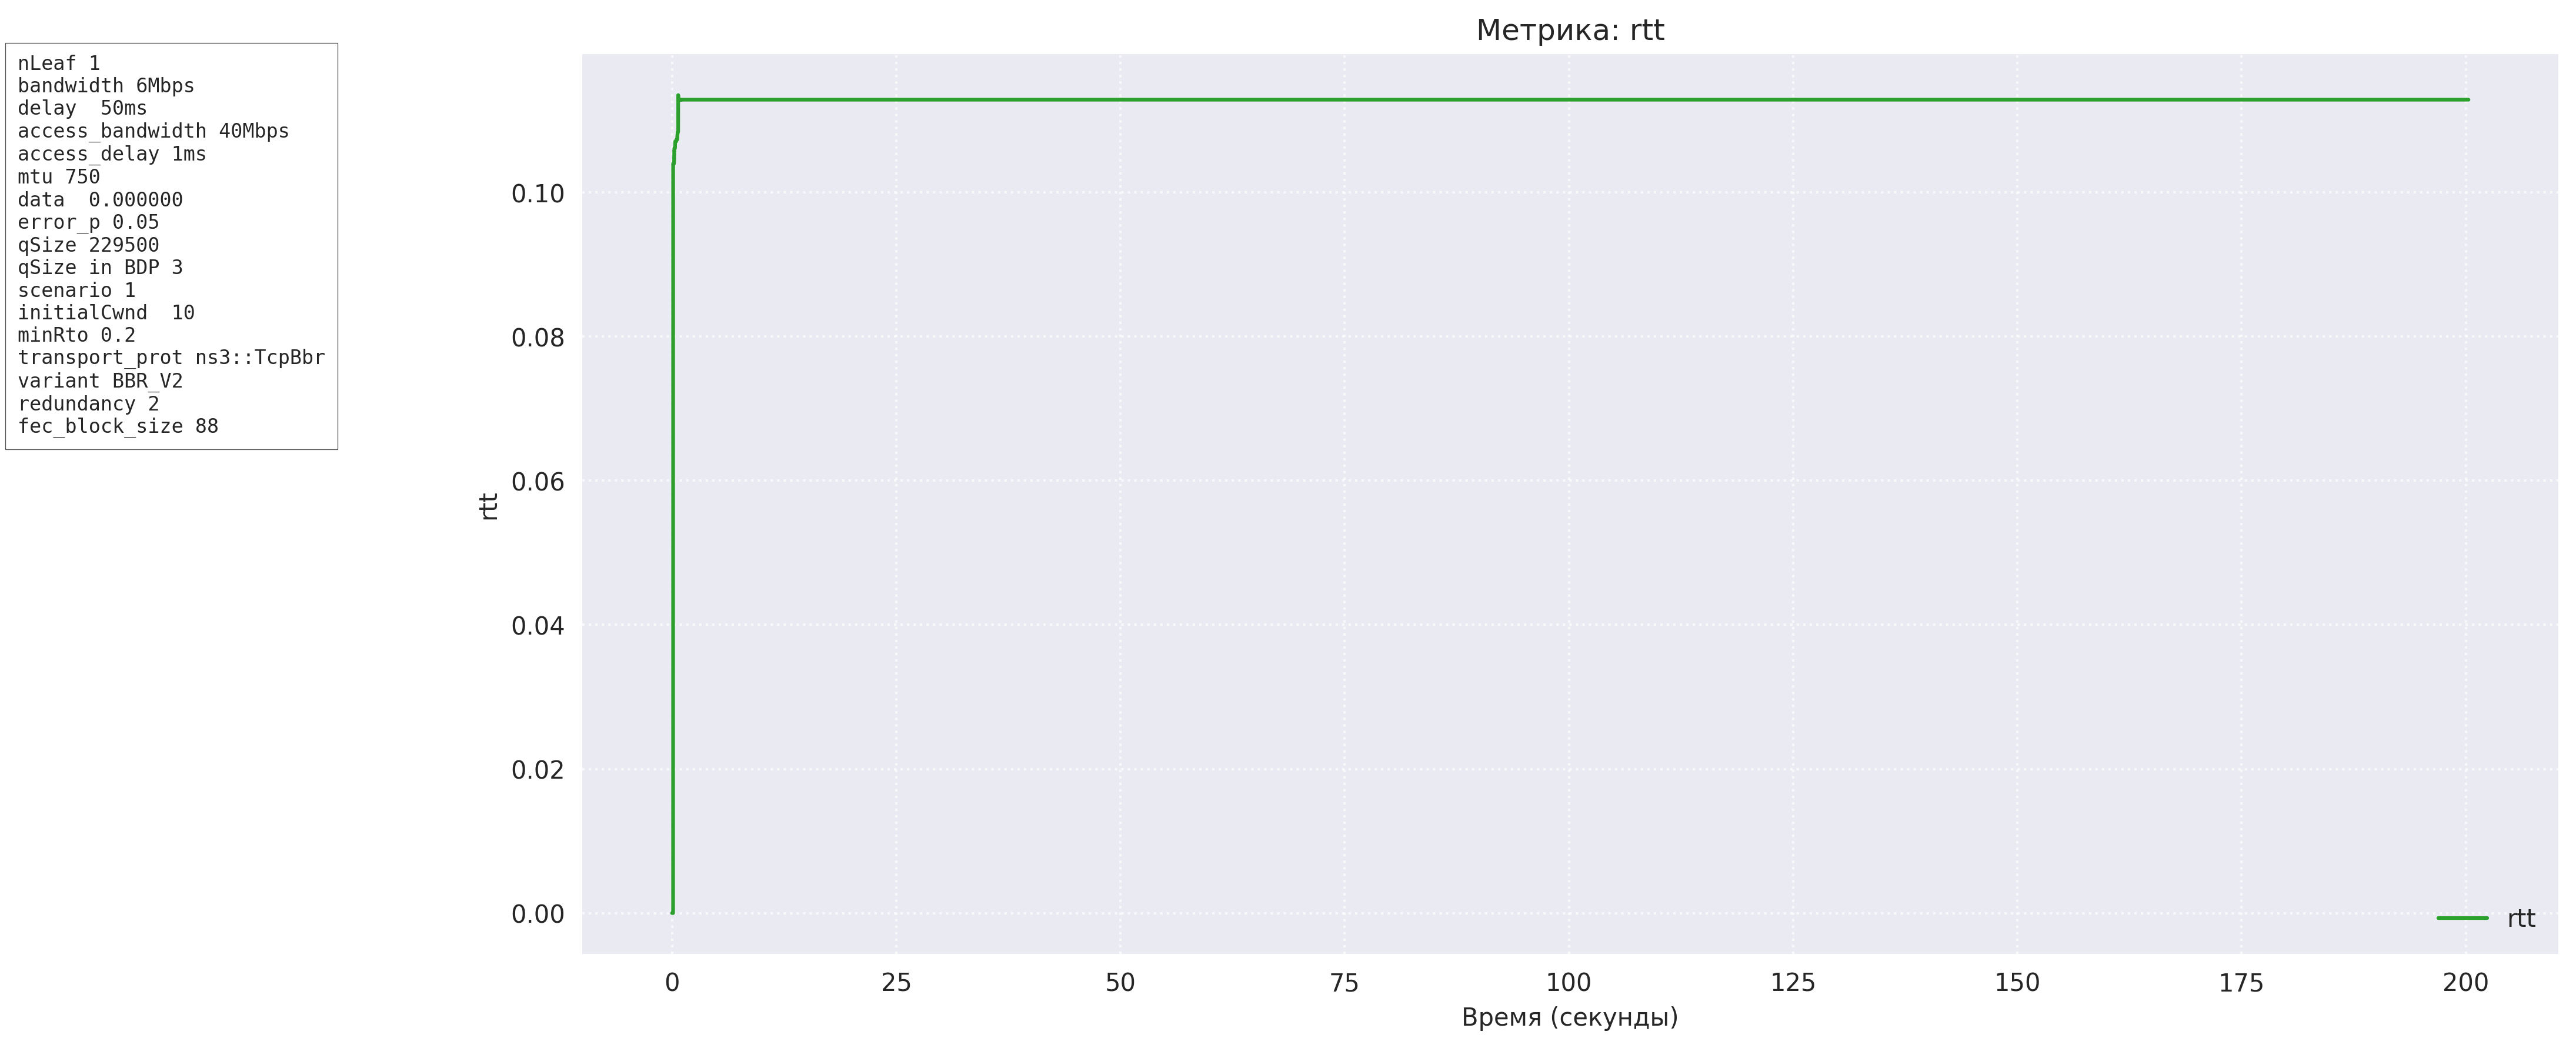 Метрика: rtt
nLeaf 1
bandwidth 6Mbps
delay  50ms
access_bandwidth 40Mbps
access_delay 1ms
mtu 750
data  0.000000
error_p 0.05
qSize 229500
qSize in BDP 3
scenario 1
initialCwnd  10
minRto 0.2
transport_prot ns3::TcpBbr
variant BBR_V2
redundancy 2
fec_block_size 88
rtt
0.10
0.08
0.06
0.04
0.02
0.00
rtt
0 25 50 75 100 125 150 175 200
Время (секунды)